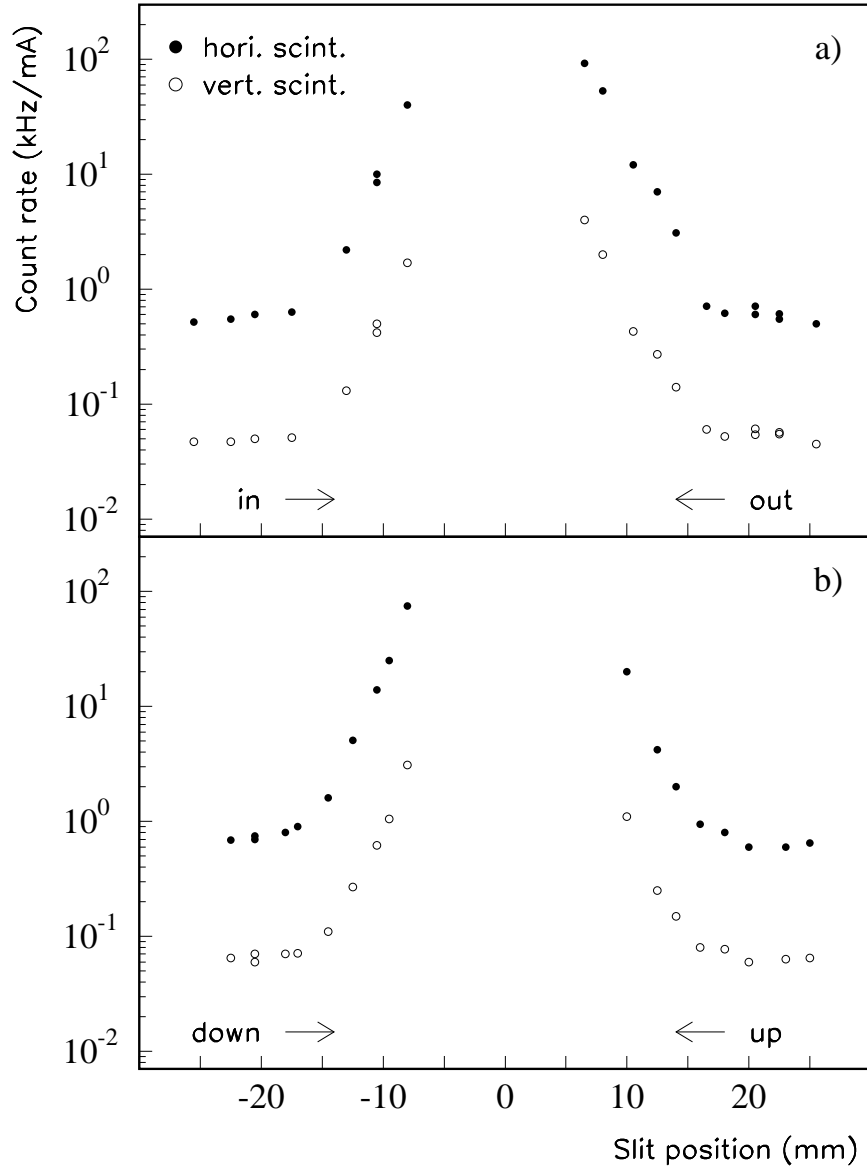 Count rate (kHz/mA)
hori. scint.
vert. scint.
a)
10^2
10^1
10^0
10^-1
10^-2
in
out
b)
10^2
10^1
10^0
10^-1
10^-2
down
up
-20 -10 0 10 20
Slit position (mm)